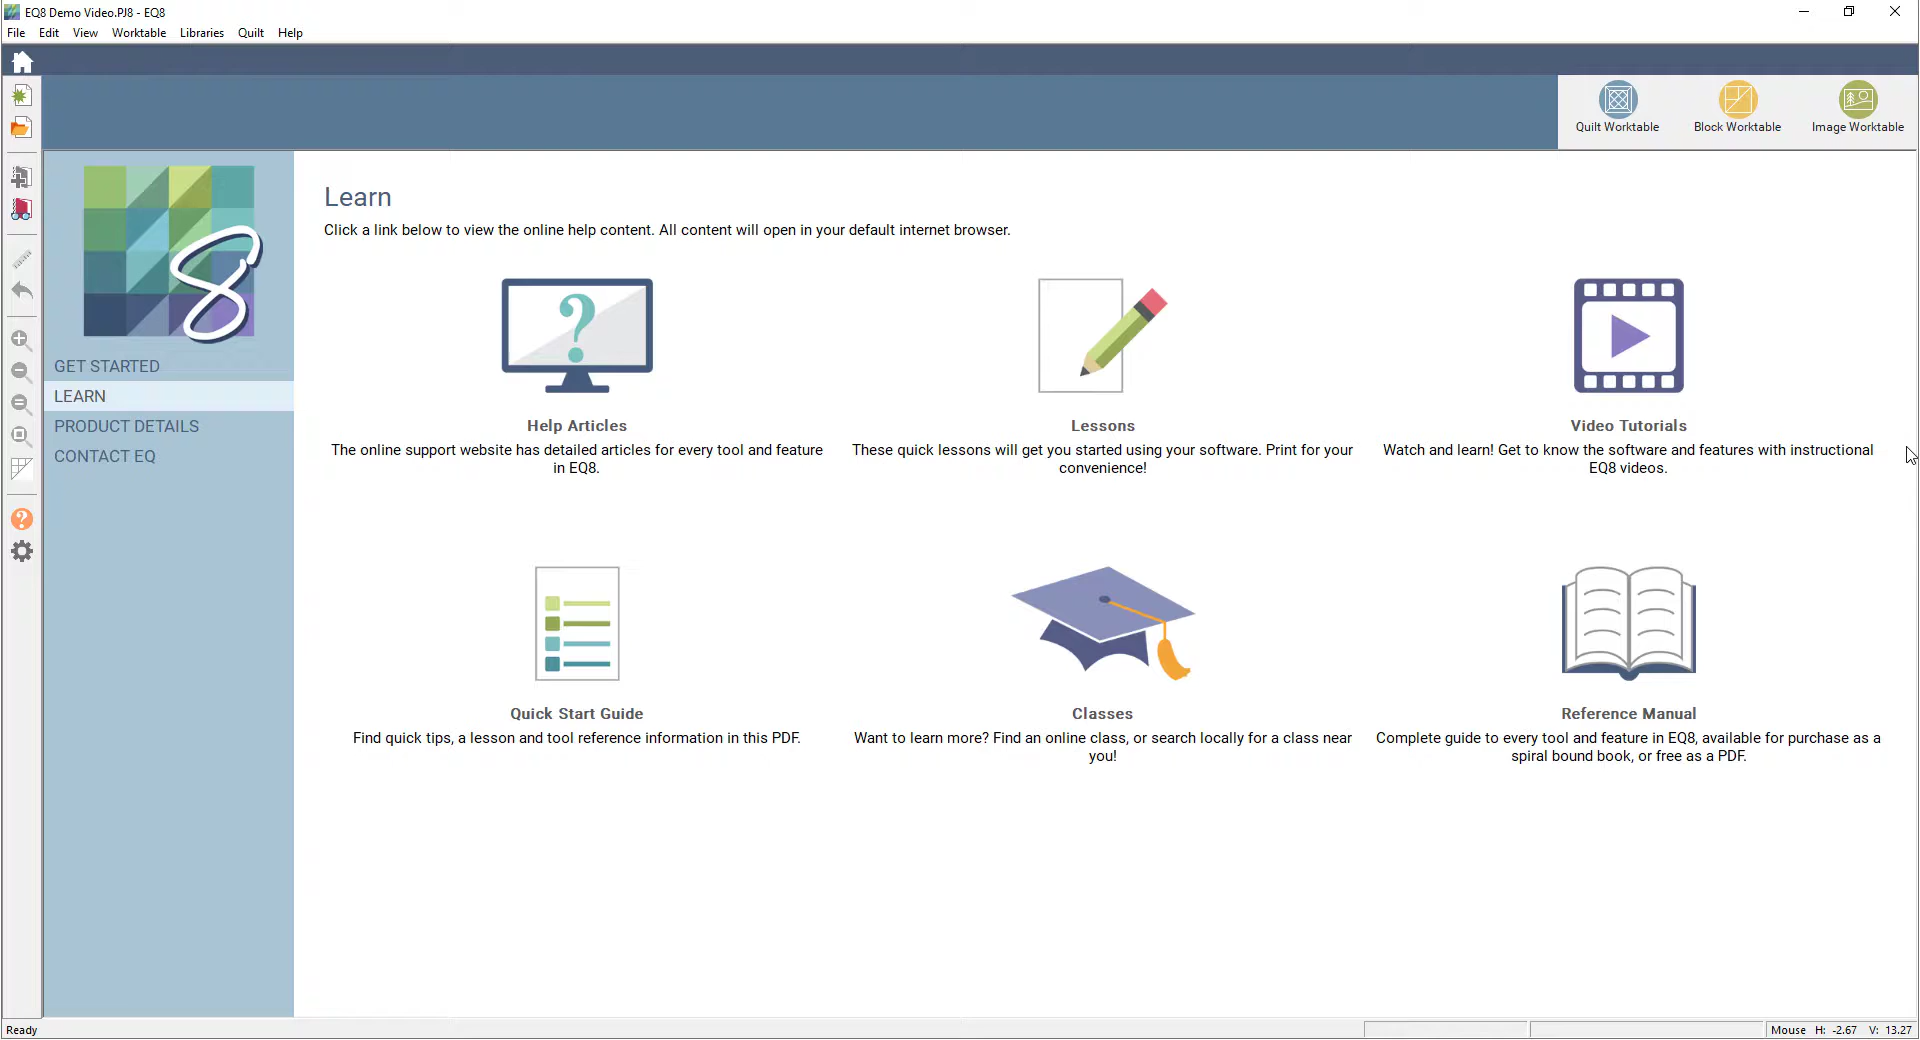 EQ8 Demo Video.PJ8 - EQ8
File Edit View Worktable Libraries Quilt Help
Quilt Worktable
Block Worktable
Image Worktable
8
GET STARTED
LEARN
PRODUCT DETAILS
CONTACT EQ
Learn
Click a link below to view the online help content. All content will open in your default internet browser.
?
Help Articles
The online support website has detailed articles for every tool and feature
in EQ8.
Lessons
These quick lessons will get you started using your software. Print for your
convenience!
Video Tutorials
Watch and learn! Get to know the software and features with instructional
EQ8 videos.
?
Quick Start Guide
Find quick tips, a lesson and tool reference information in this PDF.
Classes
Want to learn more? Find an online class, or search locally for a class near
you!
Reference Manual
Complete guide to every tool and feature in EQ8, available for purchase as a
spiral bound book, or free as a PDF.
Ready
Mouse H: -2.67 V: 13.27